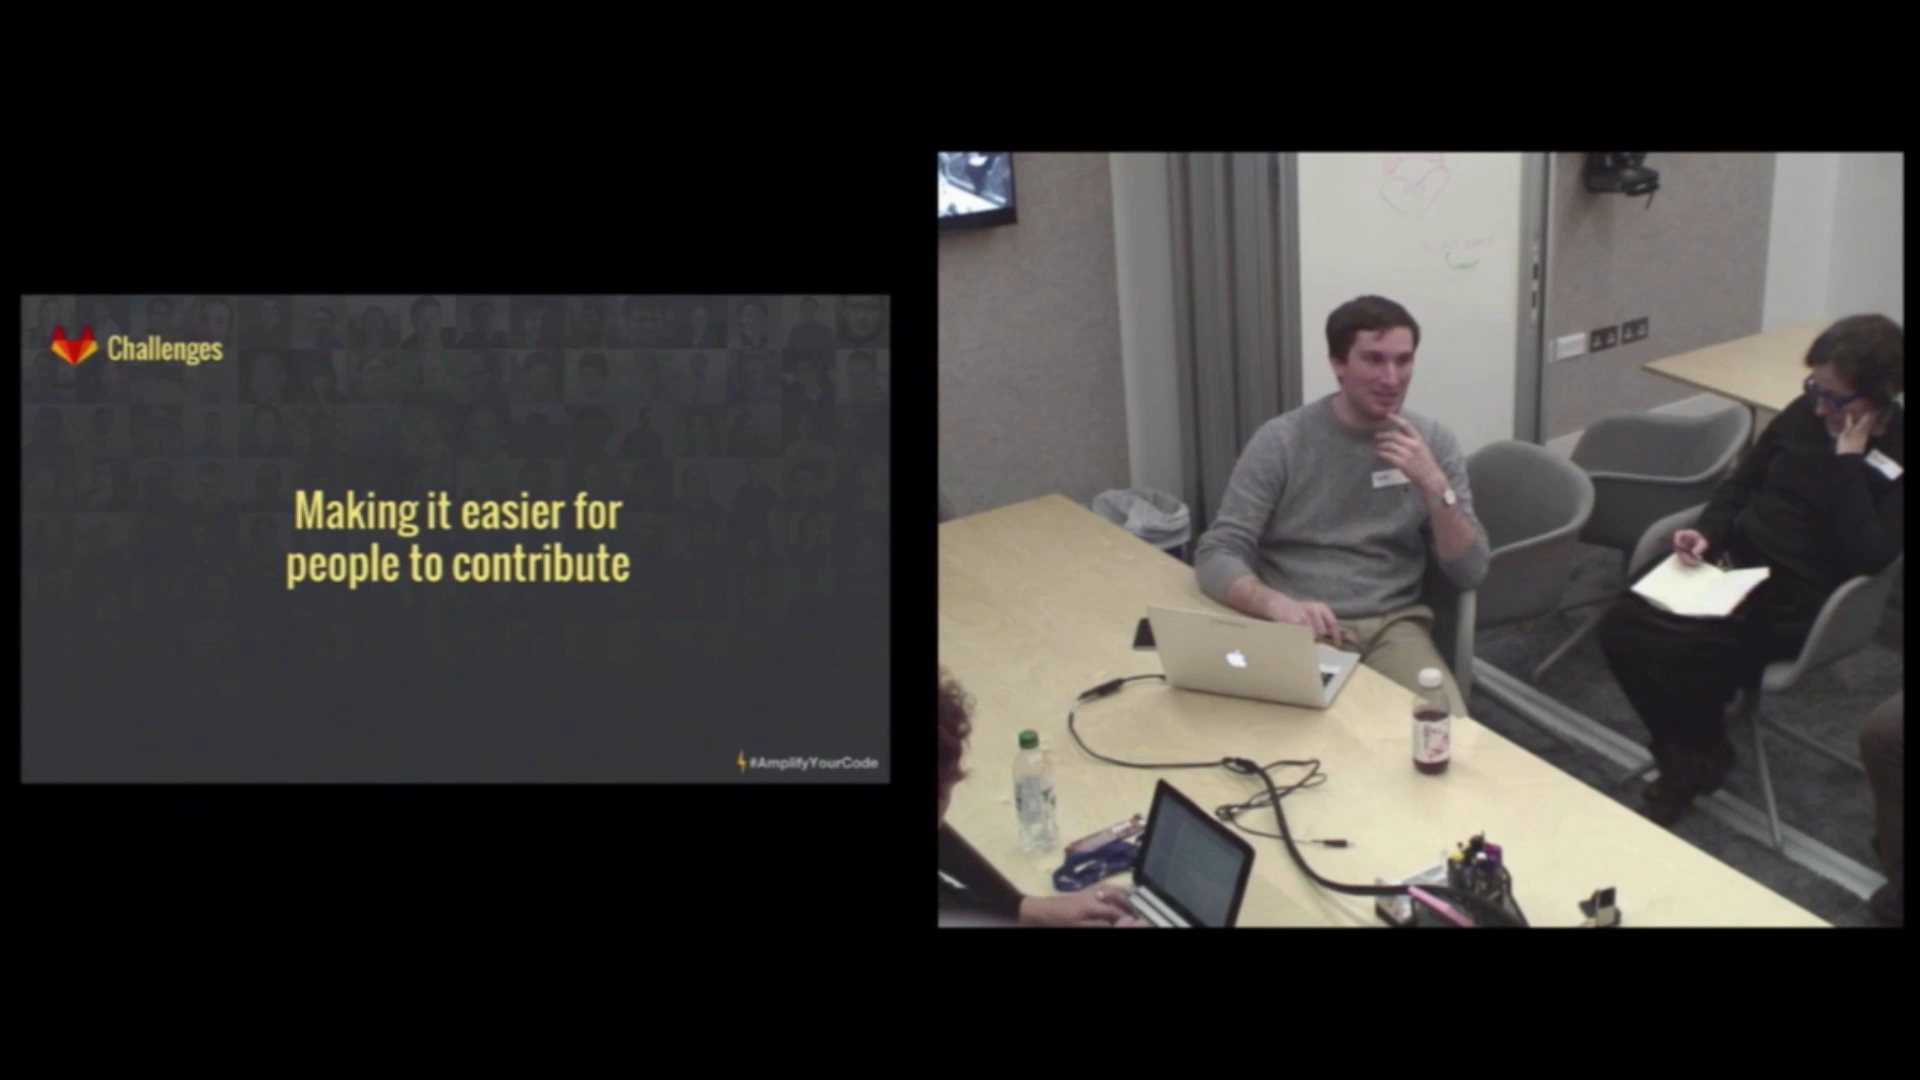 Challenges
Making it easier for
people to contribute
#AmplifyYourCode